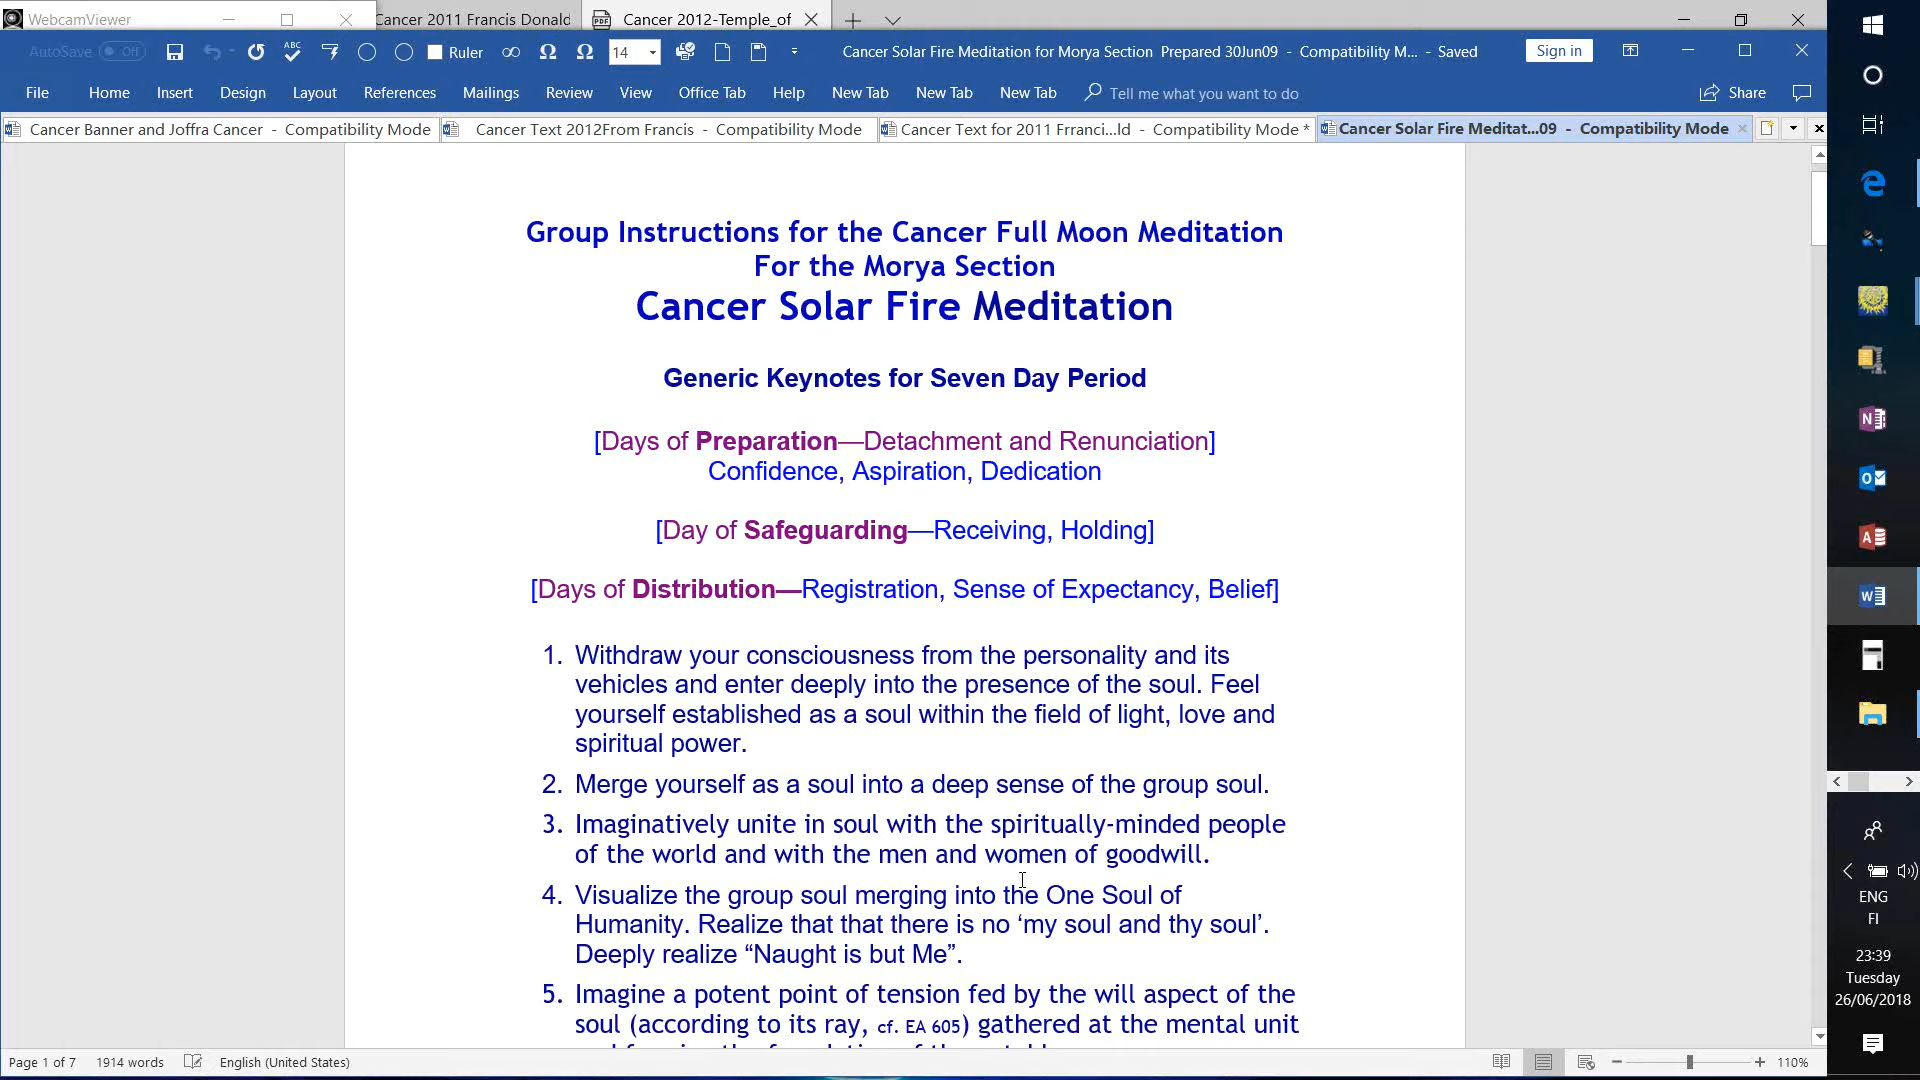 WebcamViewer
Cancer 2011 Francis Donald
Cancer 2012-Temple_of
AutoSave Off
ABC
Ruler
14
Cancer Solar Fire Meditation for Morya Section Prepared 30Jun09 - Compatibility M... - Saved
Sign in
File Home Insert Design Layout References Mailings Review View Office Tab Help New Tab New Tab New Tab Tell me what you want to do Share
Cancer Banner and Joffra Cancer - Compatibility Mode
Cancer Text 2012From Francis - Compatibility Mode
Cancer Text for 2011 Frranci...ld - Compatibility Mode *
Cancer Solar Fire Meditat...09 - Compatibility Mode
Group Instructions for the Cancer Full Moon Meditation
For the Morya Section
Cancer Solar Fire Meditation
Generic Keynotes for Seven Day Period
[Days of Preparation—Detachment and Renunciation]
Confidence, Aspiration, Dedication
[Day of Safeguarding—Receiving, Holding]
[Days of Distribution—Registration, Sense of Expectancy, Belief]
1. Withdraw your consciousness from the personality and its
vehicles and enter deeply into the presence of the soul. Feel
yourself established as a soul within the field of light, love and
spiritual power.
2. Merge yourself as a soul into a deep sense of the group soul.
3. Imaginatively unite in soul with the spiritually-minded people
of the world and with the men and women of goodwill.
4. Visualize the group soul merging into the One Soul of
Humanity. Realize that that there is no ‘my soul and thy soul’.
Deeply realize “Naught is but Me”.
5. Imagine a potent point of tension fed by the will aspect of the
soul (according to its ray, cf. EA 605) gathered at the mental unit
Page 1 of 7 1914 words English (United States) 110%
ENG
FI
23:39
Tuesday
26/06/2018